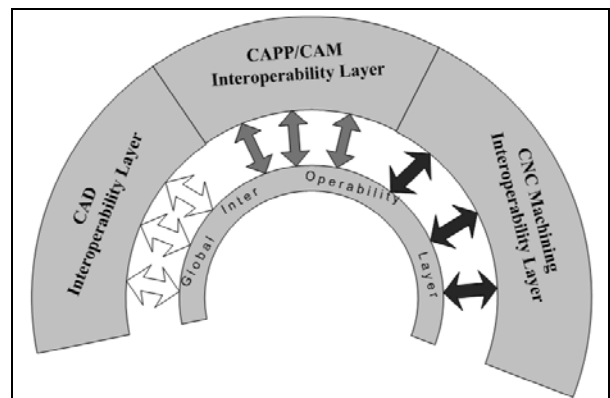 CAPP/CAM
Interoperability Layer
CAD
Interoperability Layer
CNC Machining
Interoperability Layer
Global Inter Operability Layer